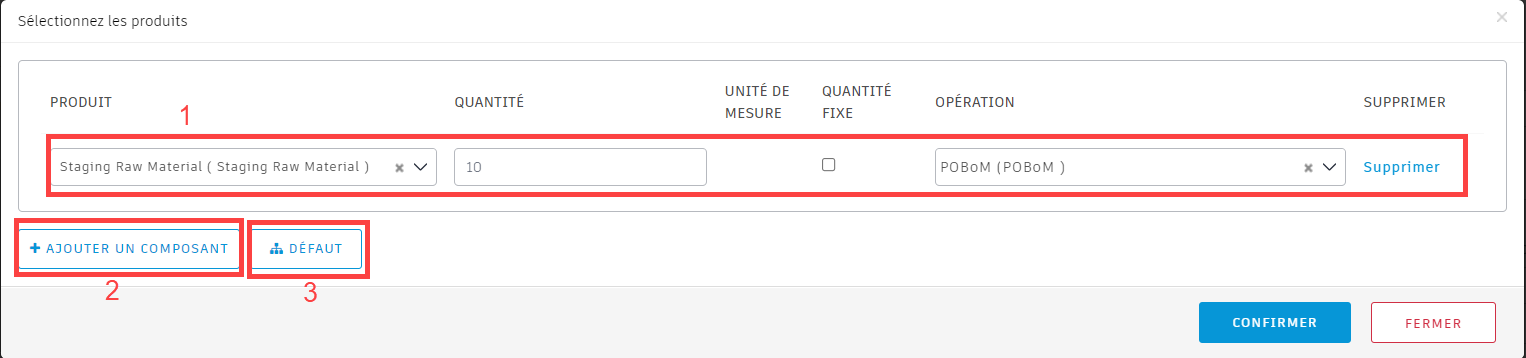 Sélectionnez les produits
×
PRODUIT QUANTITÉ UNITÉ DE MESURE QUANTITÉ FIXE OPÉRATION SUPPRIMER
1
Staging Raw Material ( Staging Raw Material ) 10 POBoM (POBoM ) Supprimer
+ AJOUTER UN COMPOSANT DÉFAUT
2 3
CONFIRMER FERMER